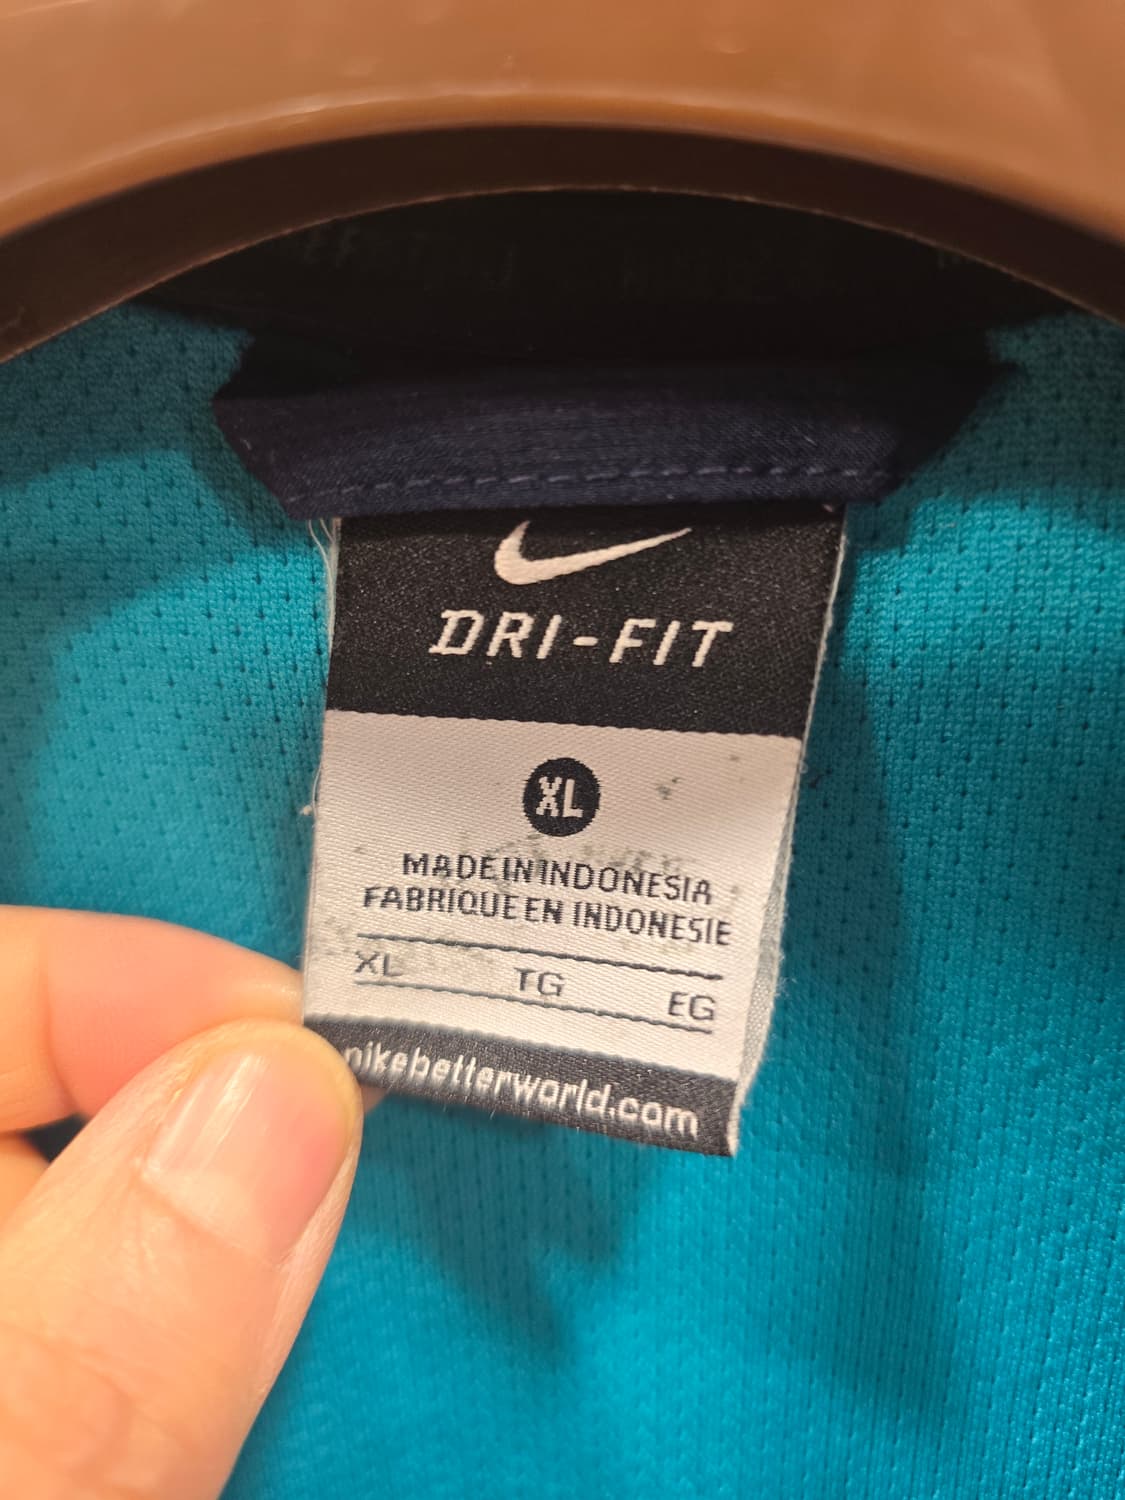 DRI-FIT
XL
MADE IN INDONESIA
FABRIQUE EN INDONESIE
XL TG EG
nikebetterworld.com